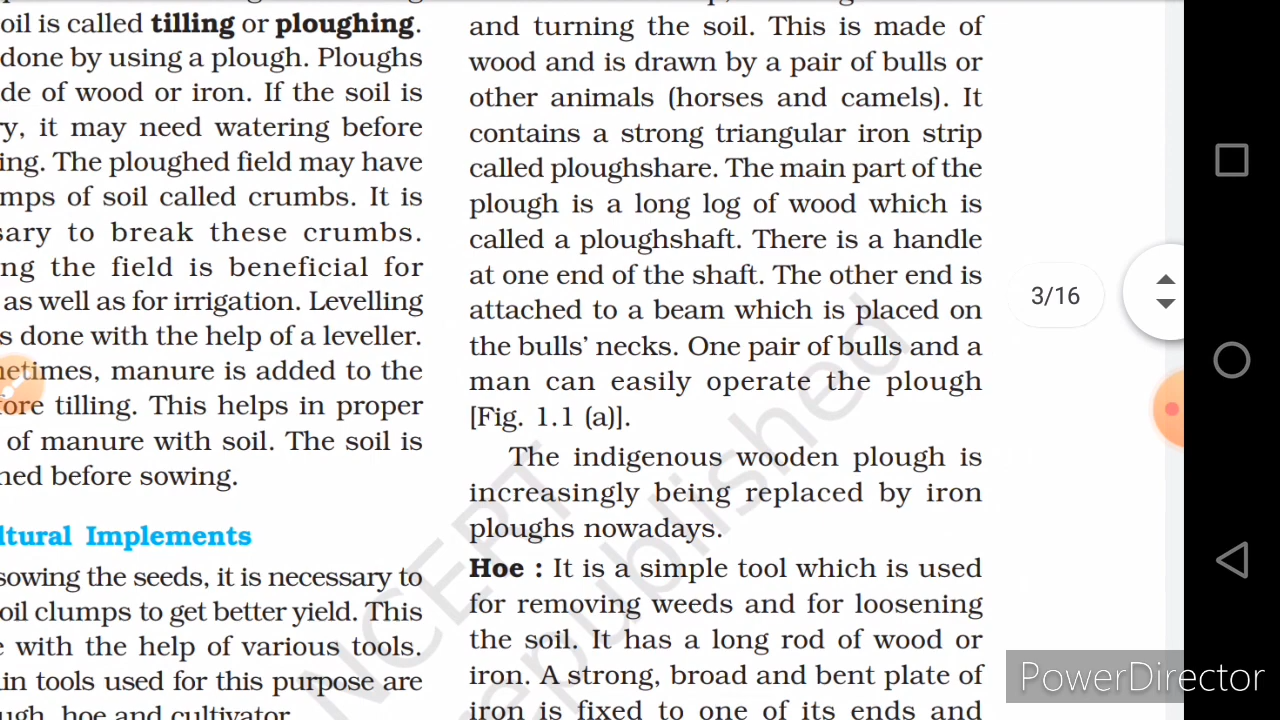 oil is called tilling or ploughing.
done by using a plough. Ploughs
de of wood or iron. If the soil is
ry, it may need watering before
ing. The ploughed field may have
mps of soil called crumbs. It is
sary to break these crumbs.
ng the field is beneficial for
as well as for irrigation. Levelling
s done with the help of a leveller.
netimes, manure is added to the
ore tilling. This helps in proper
of manure with soil. The soil is
ned before sowing.
ltural Implements
sowing the seeds, it is necessary to
oil clumps to get better yield. This
e with the help of various tools.
in tools used for this purpose are
ugh, hoe and cultivator.
and turning the soil. This is made of
wood and is drawn by a pair of bulls or
other animals (horses and camels). It
contains a strong triangular iron strip
called ploughshare. The main part of the
plough is a long log of wood which is
called a ploughshaft. There is a handle
at one end of the shaft. The other end is
attached to a beam which is placed on
the bulls' necks. One pair of bulls and a
man can easily operate the plough
[Fig. 1.1 (a)].
The indigenous wooden plough is
increasingly being replaced by iron
ploughs nowadays.
Hoe : It is a simple tool which is used
for removing weeds and for loosening
the soil. It has a long rod of wood or
iron. A strong, broad and bent plate of
iron is fixed to one of its ends and
NCERT
republished
3/16
PowerDirector